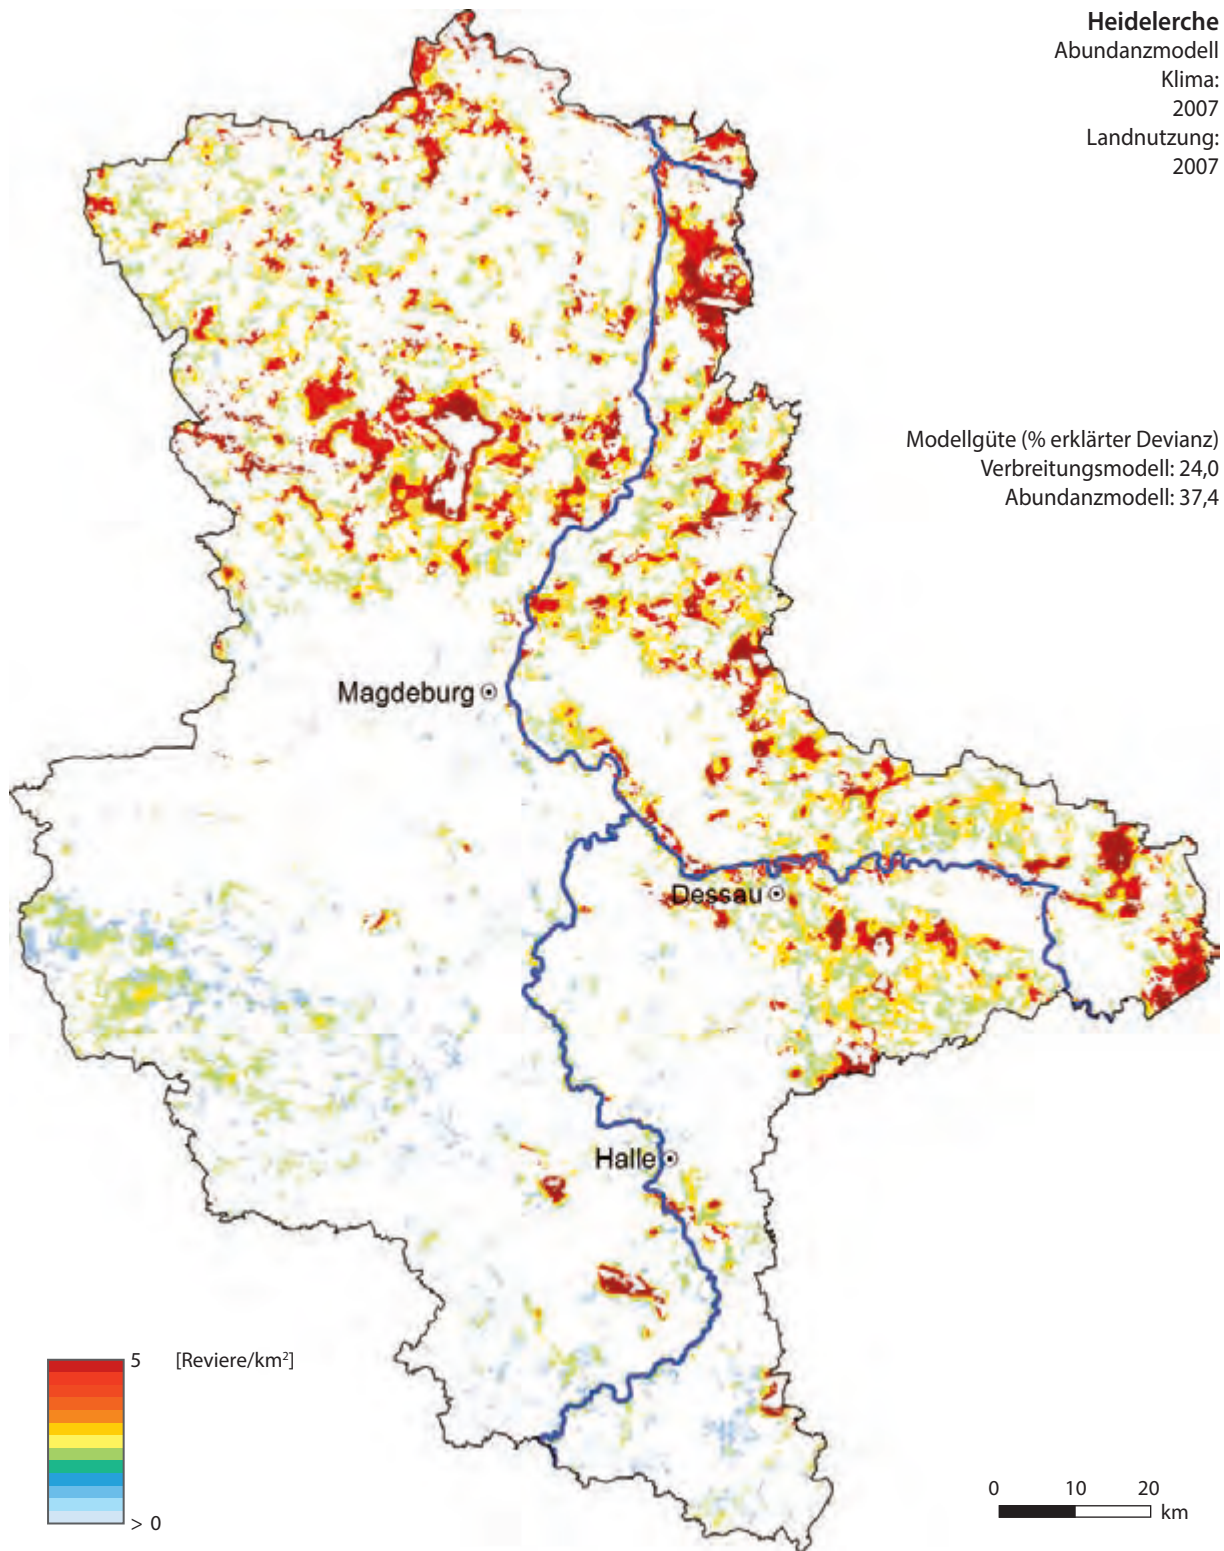 Heidelerche
Abundanzmodell
Klima:
2007
Landnutzung:
2007
Modellgüte (% erklärter Devianz)
Verbreitungsmodell: 24,0
Abundanzmodell: 37,4
Magdeburg
Dessau
Halle
5 [Reviere/km²]
> 0
0 10 20
km